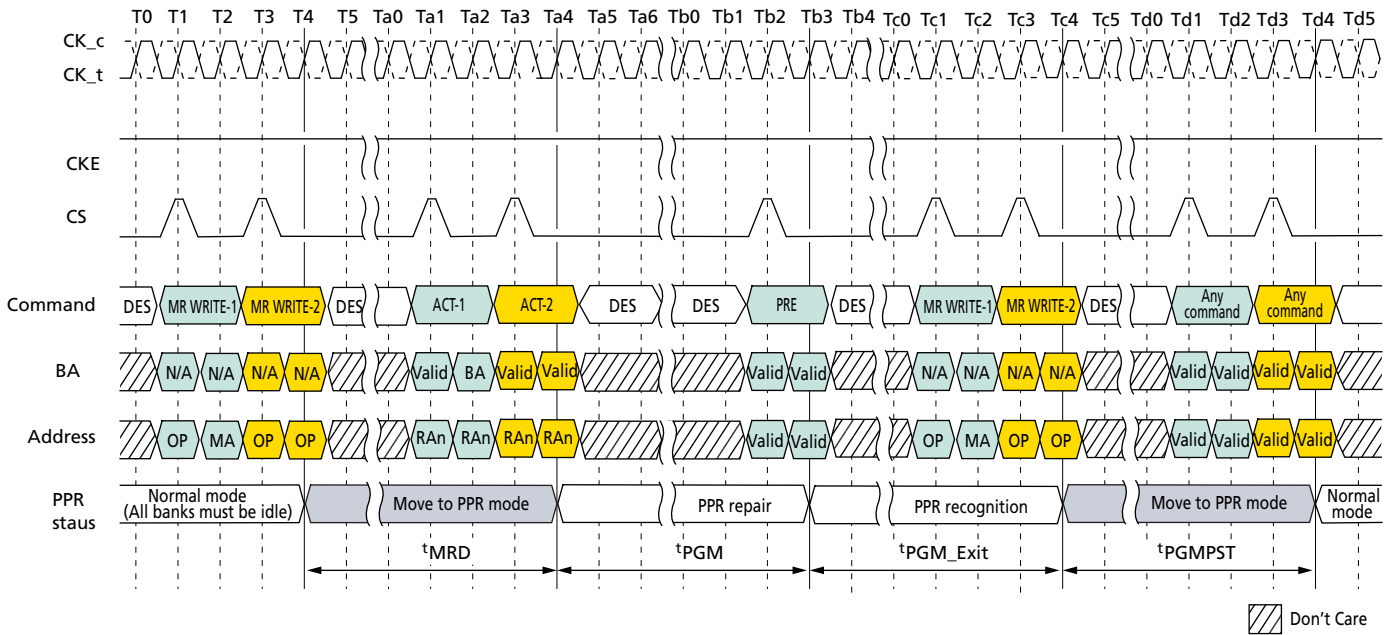 T0 T1 T2 T3 T4 T5 Ta0 Ta1 Ta2 Ta3 Ta4 Ta5 Ta6 Tb0 Tb1 Tb2 Tb3 Tb4 Tc0 Tc1 Tc2 Tc3 Tc4 Tc5 Td0 Td1 Td2 Td3 Td4 Td5
CK_c
CK_t
CKE
CS
Command DES MR WRITE-1 MR WRITE-2 DES ACT-1 ACT-2 DES DES PRE DES MR WRITE-1 MR WRITE-2 DES Any command Any command
BA N/A N/A N/A N/A Valid BA Valid Valid Valid Valid N/A N/A N/A N/A Valid Valid Valid Valid
Address OP MA OP OP RAn RAn RAn RAn Valid Valid OP MA OP OP Valid Valid Valid Valid
PPR
staus
Normal mode
(All banks must be idle)
Move to PPR mode
PPR repair
PPR recognition
Move to PPR mode
Normal
mode
tMRD tPGM tPGM_Exit tPGMPST
Don't Care